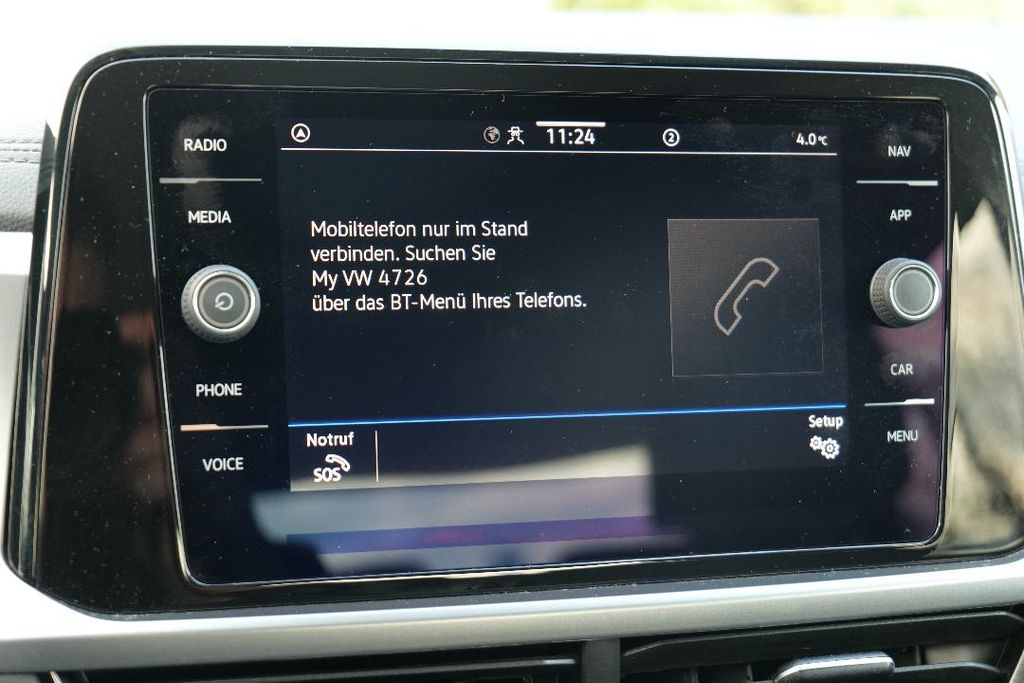 RADIO
MEDIA
PHONE
VOICE
11:24
2
4.0°C
Mobiltelefon nur im Stand
verbinden. Suchen Sie
My VW 4726
über das BT-Menü Ihres Telefons.
Notruf
SOS
Setup
NAV
APP
CAR
MENU